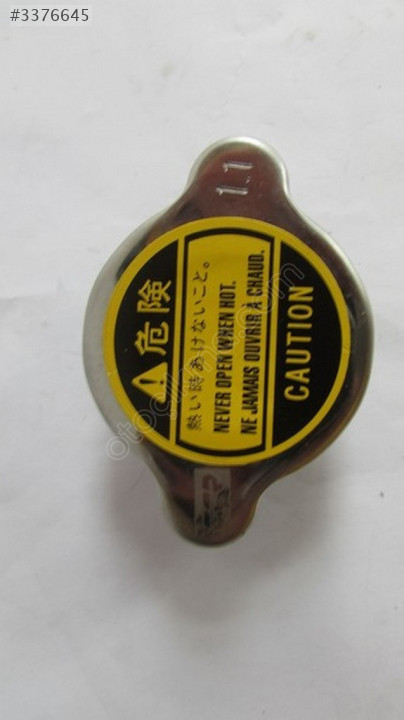 #3376645
1.1
危険
熱い時あけないこと。
NEVER OPEN WHEN HOT.
NE JAMAIS OUVRIR À CHAUD.
CAUTION